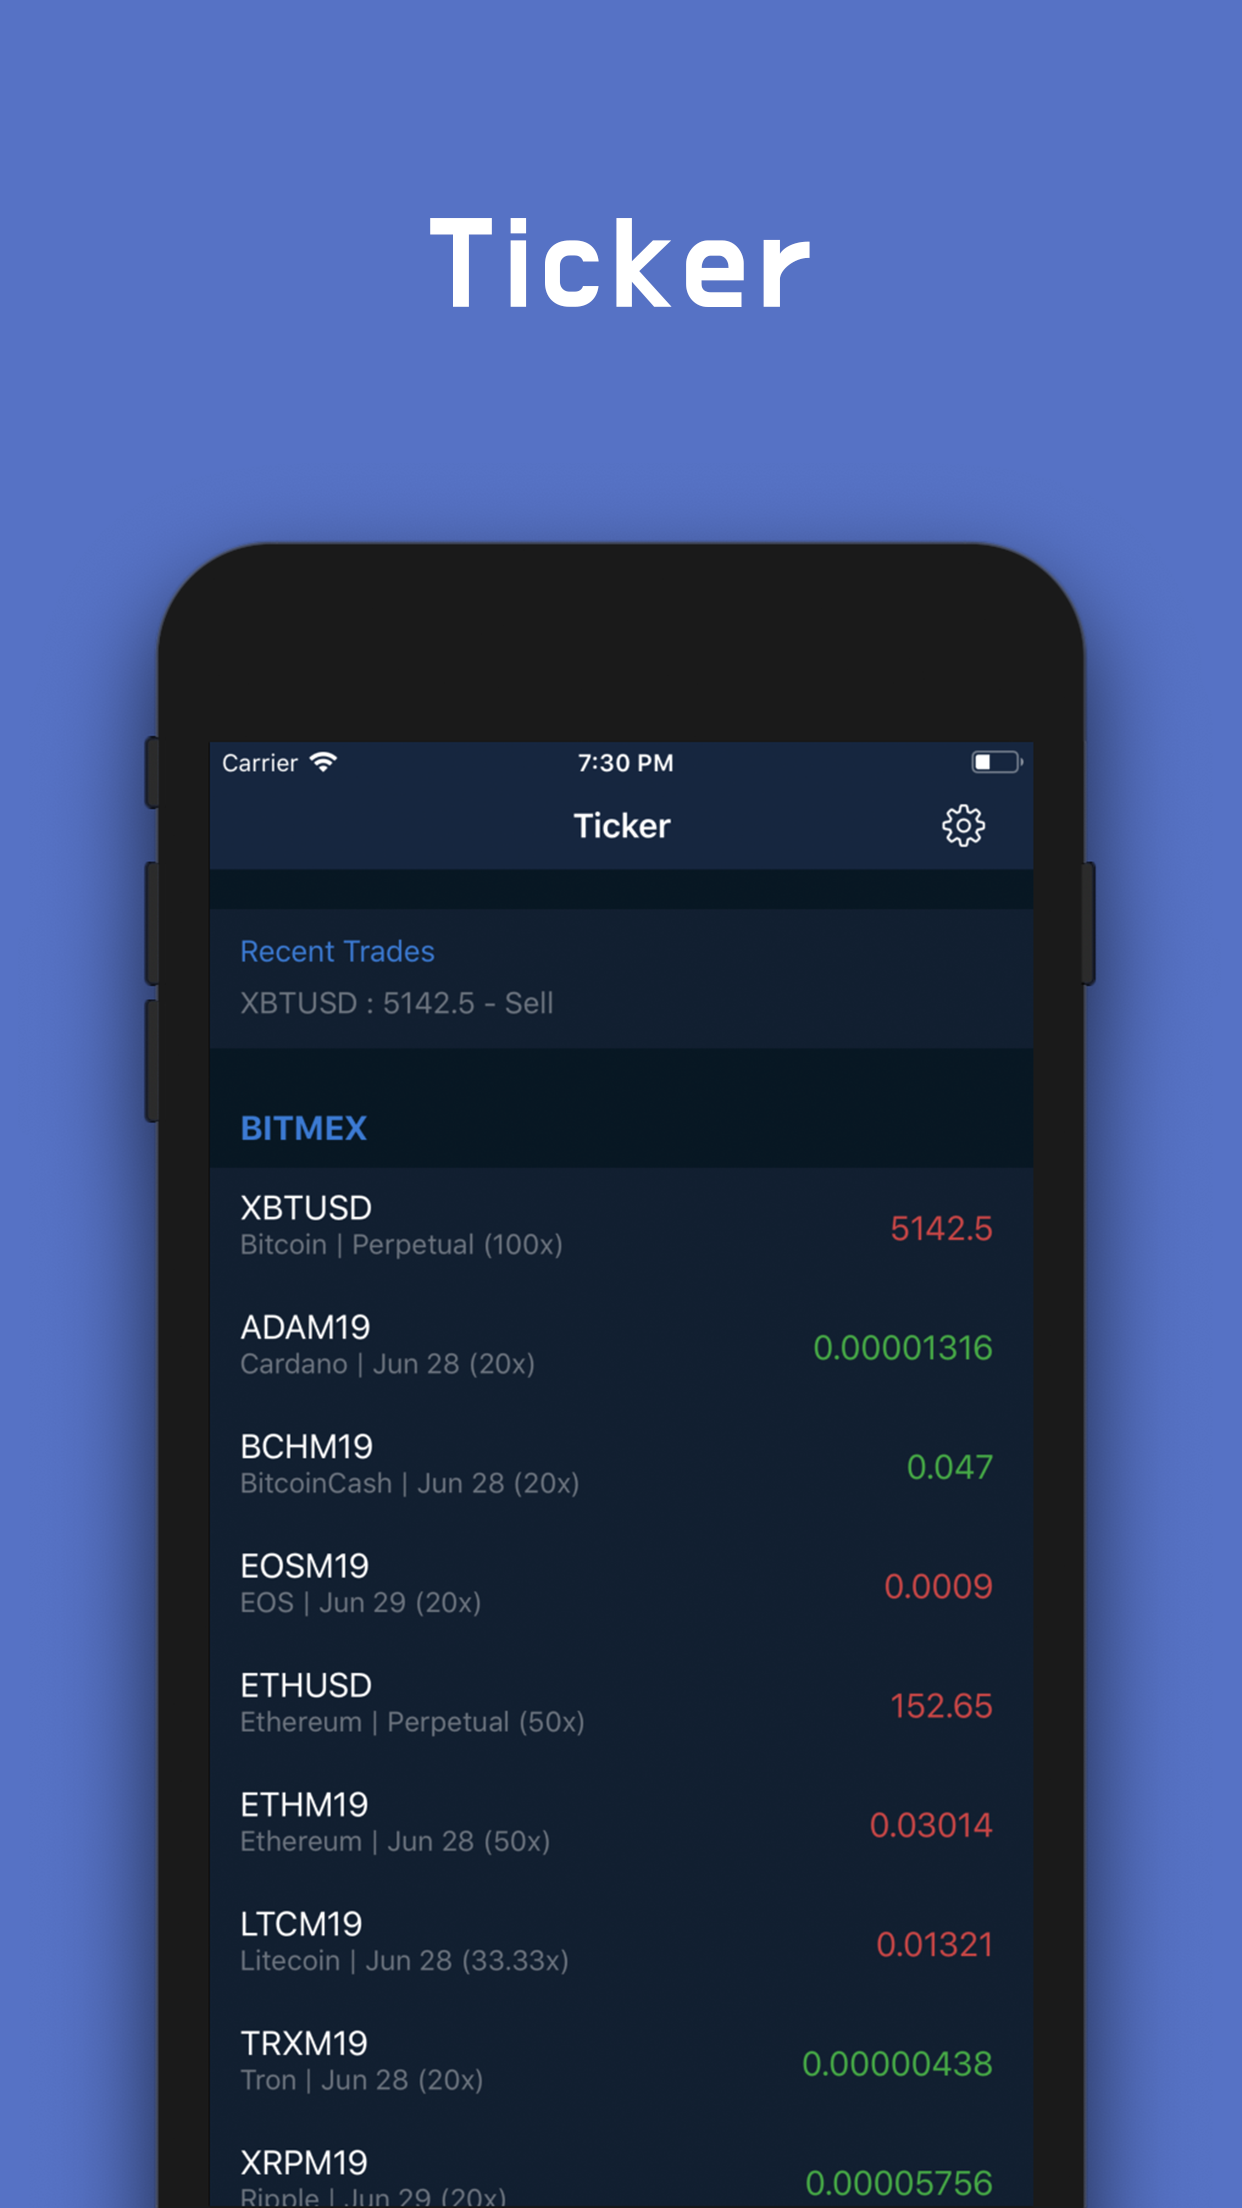 Ticker
Carrier 7:30 PM
Ticker
Recent Trades
XBTUSD : 5142.5 - Sell
BITMEX
XBTUSD
Bitcoin | Perpetual (100x)
5142.5
ADAM19
Cardano | Jun 28 (20x)
0.00001316
BCHM19
BitcoinCash | Jun 28 (20x)
0.047
EOSM19
EOS | Jun 29 (20x)
0.0009
ETHUSD
Ethereum | Perpetual (50x)
152.65
ETHM19
Ethereum | Jun 28 (50x)
0.03014
LTCM19
Litecoin | Jun 28 (33.33x)
0.01321
TRXM19
Tron | Jun 28 (20x)
0.00000438
XRPM19
Ripple | Jun 29 (20x)
0.00005756